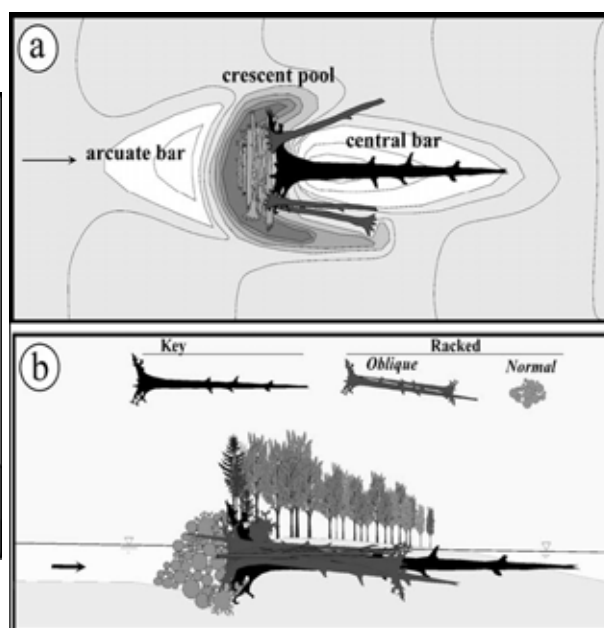 a
crescent pool
arcuate bar
central bar
b
Key
Racked
Oblique
Normal